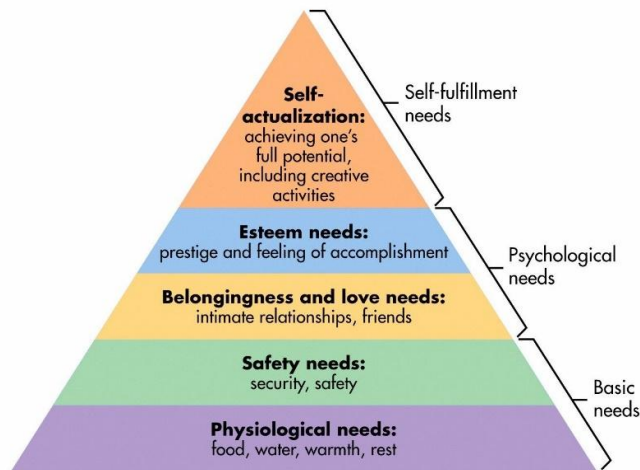 Self-
actualization:
achieving one's
full potential,
including creative
activities
Self-fulfillment
needs
Esteem needs:
prestige and feeling of accomplishment
Psychological
needs
Belongingness and love needs:
intimate relationships, friends
Safety needs:
security, safety
Basic
needs
Physiological needs:
food, water, warmth, rest